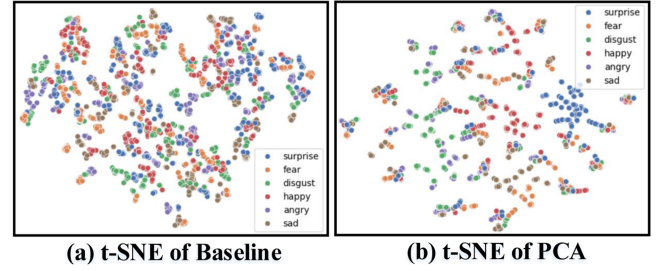 surprise
fear
disgust
happy
angry
sad
surprise
fear
disgust
happy
angry
sad
(a) t-SNE of Baseline
(b) t-SNE of PCA